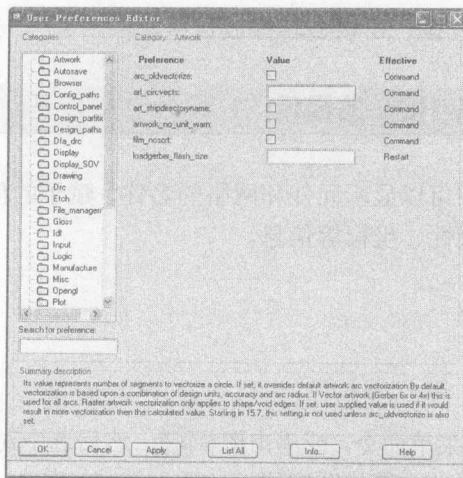 User Preferences Editor
Categories
Category: Artwork
Artwork
Autosave
Browser
Config_paths
Control_panel
Design_partitio
Design_paths
Dfa_drc
Display
Display_SOV
Drawing
Drc
Etch
File_managem
Gloss
Idf
Input
Logic
Manufacture
Misc
Opengl
Plot
Search for preference:
Preference Value Effective
arc_oldvectorize: Command
art_circvects: Command
art_stripdirectoryname: Command
artwork_no_unit_warn: Command
film_nosort: Command
loadgerber_flash_size: Restart
Summary description
Its value represents number of segments to vectorize a circle. If set, it overrides default artwork arc vectorization By default,
vectorization is based upon a combination of design units, accuracy and arc radius. If Vector artwork (Gerber 6x or 4x) this is
used for all arcs. Raster artwork vectorization only applies to shape/void edges. If set, user supplied value is used if it would
result in more vectorization then the calculated value. Starting in 15.7, this setting is not used unless arc_oldvectorize is also
set.
OK Cancel Apply List All Info... Help